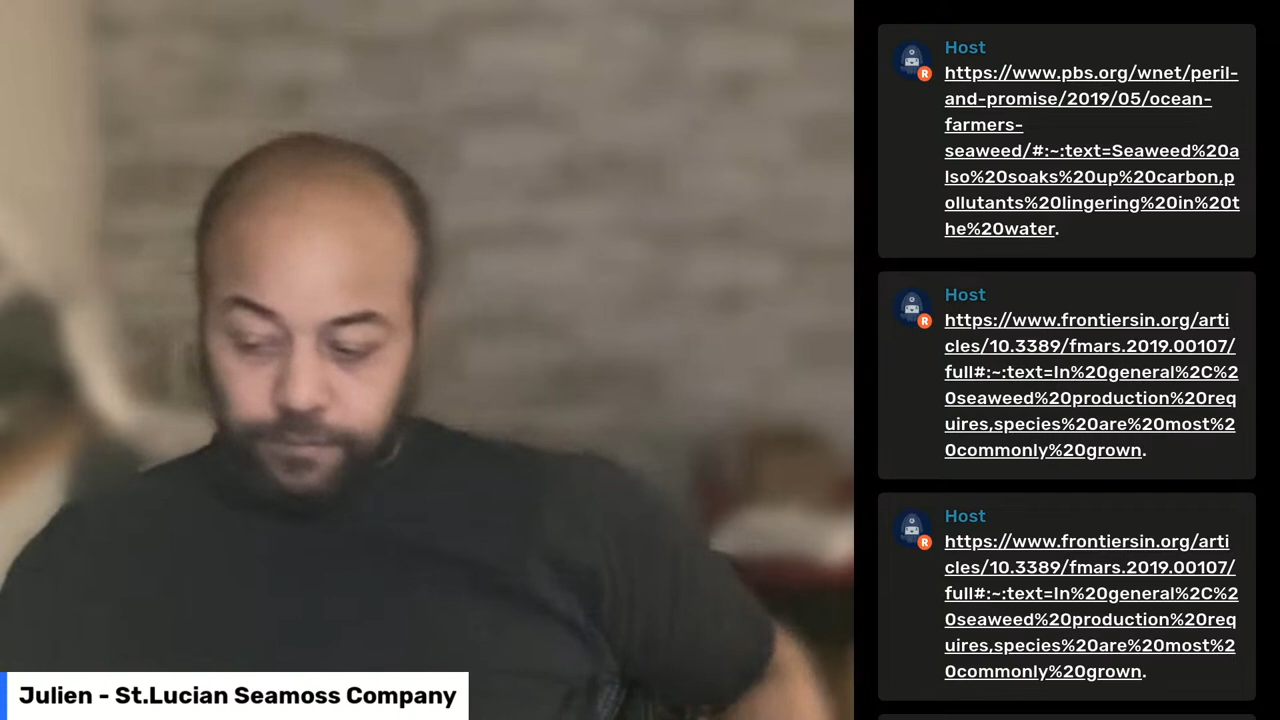 Host
https://www.pbs.org/wnet/peril-
and-promise/2019/05/ocean-
farmers-
seaweed/#:~:text=Seaweed%20a
lso%20soaks%20up%20carbon,p
ollutants%20lingering%20in%20t
he%20water.
Host
https://www.frontiersin.org/arti
cles/10.3389/fmars.2019.00107/
full#:~:text=In%20general%2C%2
0seaweed%20production%20req
uires,species%20are%20most%2
0commonly%20grown.
Host
https://www.frontiersin.org/arti
cles/10.3389/fmars.2019.00107/
full#:~:text=In%20general%2C%2
0seaweed%20production%20req
uires,species%20are%20most%2
0commonly%20grown.
Julien - St.Lucian Seamoss Company
R
R
R